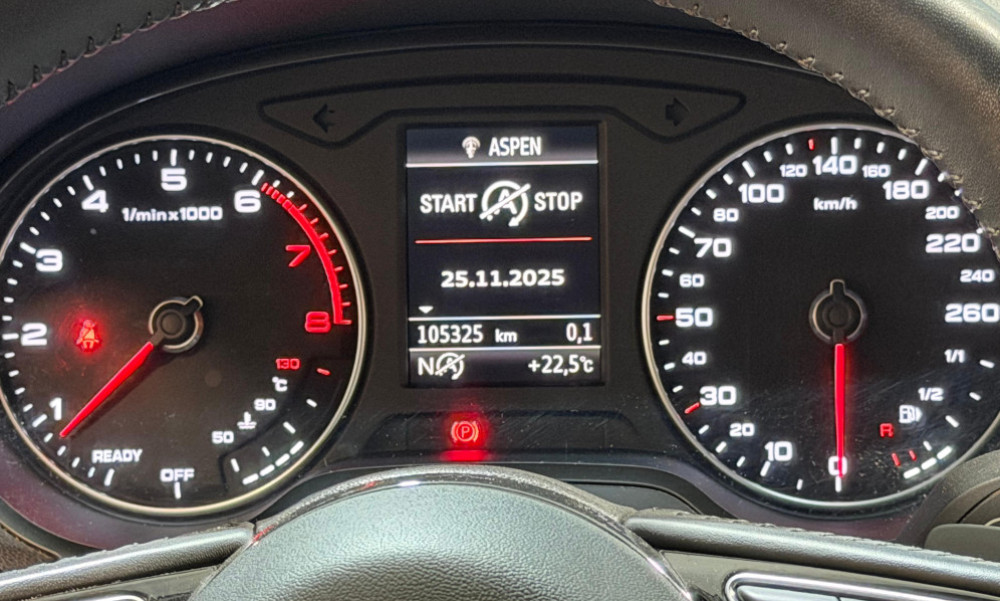 ASPEN
START A STOP
25.11.2025
105325 km 0,1
N A +22,5°C
1/min x 1000
1
2
3
4
5
6
7
8
READY
OFF
50
90
°C
130
P
km/h
0
10
20
30
40
50
60
70
80
100
120
140
160
180
200
220
240
260
1/1
1/2
R